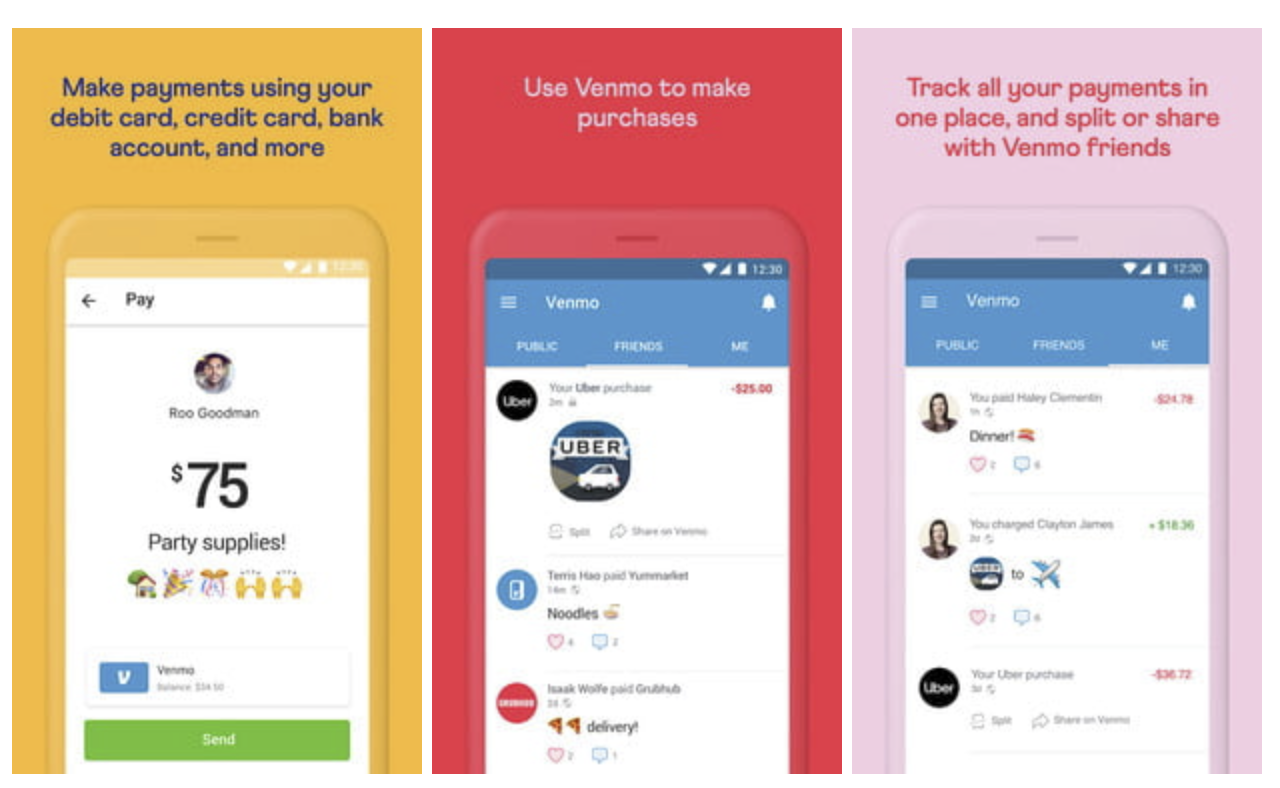 Make payments using your
debit card, credit card, bank
account, and more
12:30
Pay
Roo Goodman
$75
Party supplies!
Venmo
Balance: $34.50
Send
Use Venmo to make
purchases
12:30
Venmo
PUBLIC FRIENDS ME
Your Uber purchase -$25.00
Uber
2m
UBER
Split Share on Venmo
Terris Hao paid Yummarket
14m
Noodles
4 2
Isaak Wolfe paid Grubhub
GRUBHUB
2d
delivery!
2 1
Track all your payments in
one place, and split or share
with Venmo friends
12:30
Venmo
PUBLIC FRIENDS ME
You paid Haley Clementin -$24.78
1h
Dinner!
2 6
You charged Clayton James + $18.36
2d
UBER to
2 6
Your Uber purchase -$36.72
Uber
3d
Split Share on Venmo